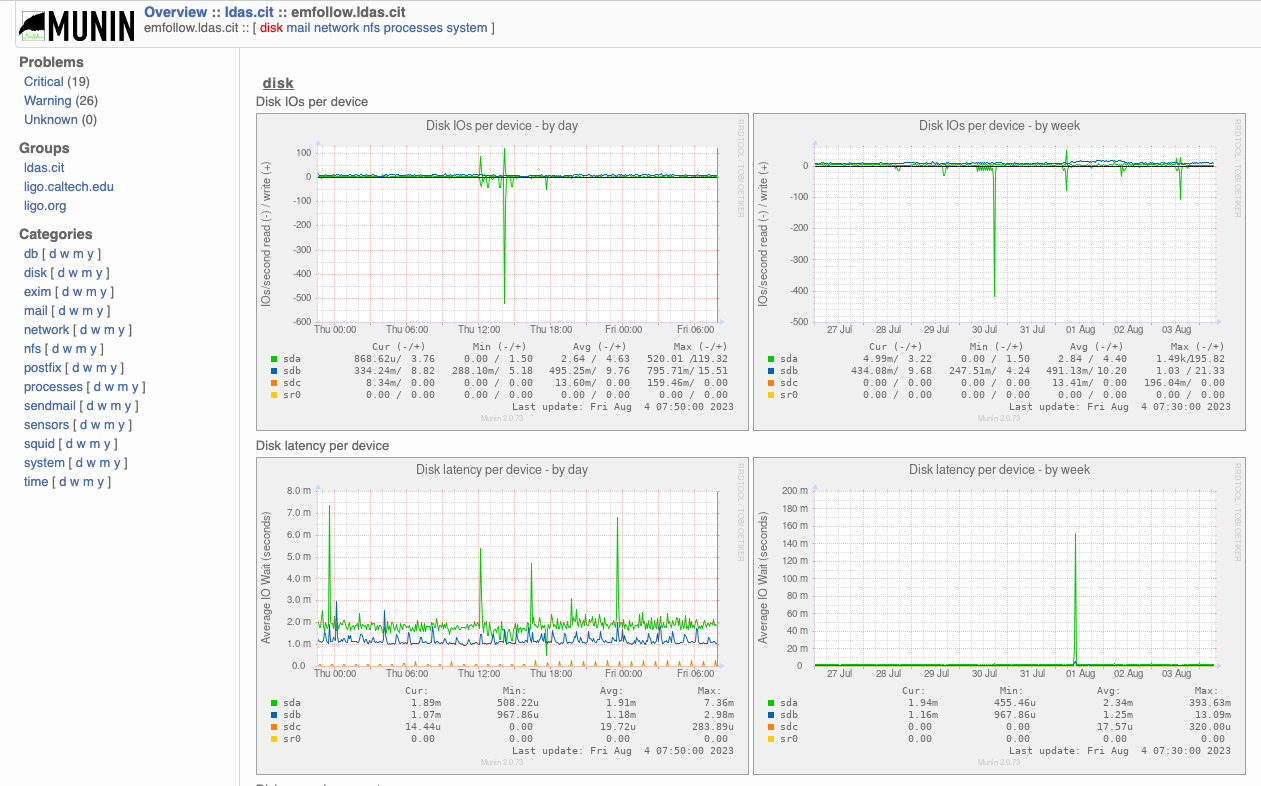 MUNIN
Overview :: ldas.cit :: emfollow.ldas.cit
emfollow.ldas.cit :: [ disk mail network nfs processes system ]
Problems
Critical (19)
Warning (26)
Unknown (0)
Groups
ldas.cit
ligo.caltech.edu
ligo.org
Categories
db [ d w m y ]
disk [ d w m y ]
exim [ d w m y ]
mail [ d w m y ]
network [ d w m y ]
nfs [ d w m y ]
postfix [ d w m y ]
processes [ d w m y ]
sendmail [ d w m y ]
sensors [ d w m y ]
squid [ d w m y ]
system [ d w m y ]
time [ d w m y ]
disk
Disk IOs per device
Disk IOs per device - by day
RRDTOOL / TOBI OETIKER
IOs/second read (-) / write (+)
100
0
-100
-200
-300
-400
-500
-600
Thu 00:00 Thu 06:00 Thu 12:00 Thu 18:00 Fri 00:00 Fri 06:00
Cur (-/+) Min (-/+) Avg (-/+) Max (-/+)
sda 868.62u/ 3.76 0.00 / 1.50 2.64 / 4.63 520.01 /119.32
sdb 334.24m/ 8.82 288.10m/ 5.18 495.25m/ 9.76 795.71m/ 15.51
sdc 8.34m/ 0.00 0.00 / 0.00 13.60m/ 0.00 159.46m/ 0.00
sr0 0.00 / 0.00 0.00 / 0.00 0.00 / 0.00 0.00 / 0.00
Last update: Fri Aug 4 07:50:00 2023
Munin 2.0.73
Disk IOs per device - by week
RRDTOOL / TOBI OETIKER
IOs/second read (-) / write (+)
0
-100
-200
-300
-400
-500
27 Jul 28 Jul 29 Jul 30 Jul 31 Jul 01 Aug 02 Aug 03 Aug
Cur (-/+) Min (-/+) Avg (-/+) Max (-/+)
sda 4.99m/ 3.22 0.00 / 1.50 2.84 / 4.40 1.49k/195.82
sdb 434.08m/ 9.68 247.51m/ 4.24 491.13m/ 10.20 1.03 / 21.33
sdc 0.00 / 0.00 0.00 / 0.00 13.41m/ 0.00 196.04m/ 0.00
sr0 0.00 / 0.00 0.00 / 0.00 0.00 / 0.00 0.00 / 0.00
Last update: Fri Aug 4 07:30:00 2023
Munin 2.0.73
Disk latency per device
Disk latency per device - by day
RRDTOOL / TOBI OETIKER
Average IO Wait (seconds)
8.0 m
7.0 m
6.0 m
5.0 m
4.0 m
3.0 m
2.0 m
1.0 m
0.0
Thu 00:00 Thu 06:00 Thu 12:00 Thu 18:00 Fri 00:00 Fri 06:00
Cur: Min: Avg: Max:
sda 1.89m 508.22u 1.91m 7.36m
sdb 1.07m 967.86u 1.18m 2.98m
sdc 14.44u 0.00 19.72u 283.89u
sr0 0.00 0.00 0.00 0.00
Last update: Fri Aug 4 07:50:00 2023
Munin 2.0.73
Disk latency per device - by week
RRDTOOL / TOBI OETIKER
Average IO Wait (seconds)
200 m
180 m
160 m
140 m
120 m
100 m
80 m
60 m
40 m
20 m
0
27 Jul 28 Jul 29 Jul 30 Jul 31 Jul 01 Aug 02 Aug 03 Aug
Cur: Min: Avg: Max:
sda 1.94m 455.46u 2.34m 393.63m
sdb 1.16m 967.86u 1.25m 13.09m
sdc 0.00 0.00 17.57u 320.00u
sr0 0.00 0.00 0.00 0.00
Last update: Fri Aug 4 07:30:00 2023
Munin 2.0.73